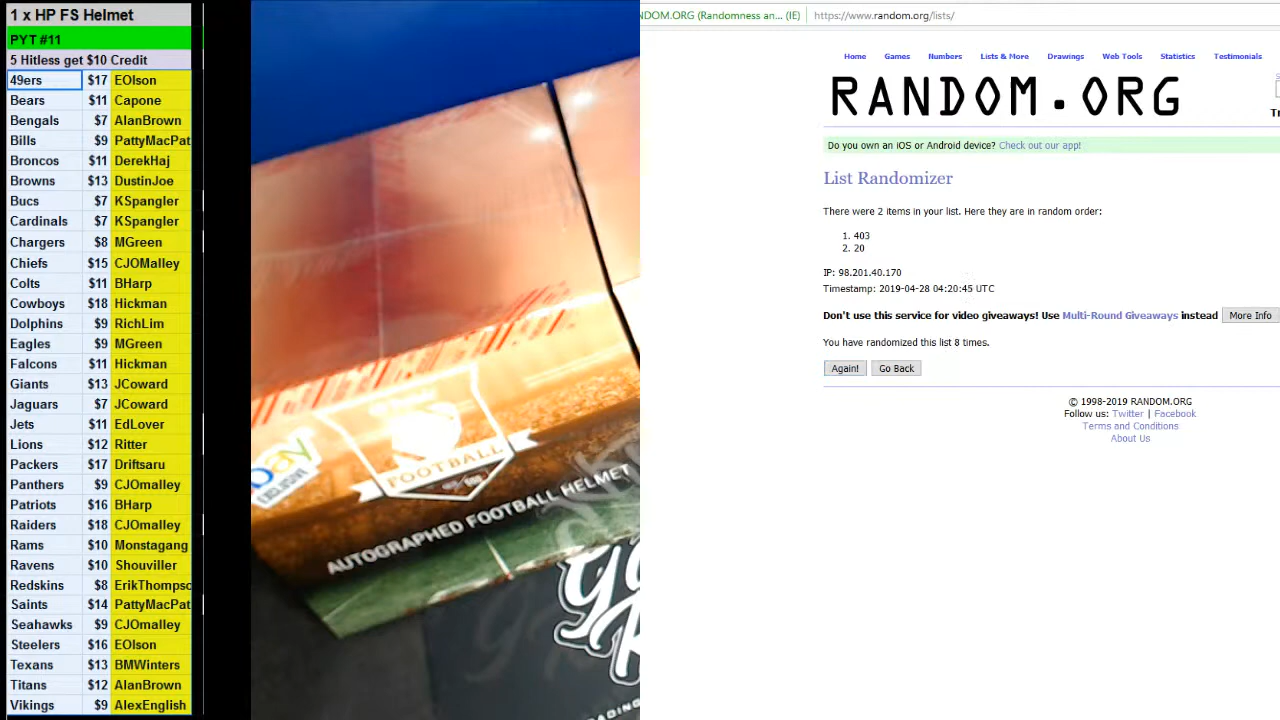 1 x HP FS Helmet
PYT #11
5 Hitless get $10 Credit
49ers $17 EOlson
Bears $11 Capone
Bengals $7 AlanBrown
Bills $9 PattyMacPat
Broncos $11 DerekHaj
Browns $13 DustinJoe
Bucs $7 KSpangler
Cardinals $7 KSpangler
Chargers $8 MGreen
Chiefs $15 CJOMalley
Colts $11 BHarp
Cowboys $18 Hickman
Dolphins $9 RichLim
Eagles $9 MGreen
Falcons $11 Hickman
Giants $13 JCoward
Jaguars $7 JCoward
Jets $11 EdLover
Lions $12 Ritter
Packers $17 Driftsaru
Panthers $9 CJOmalley
Patriots $16 BHarp
Raiders $18 CJOmalley
Rams $10 Monstagang
Ravens $10 Shouviller
Redskins $8 ErikThompso
Saints $14 PattyMacPat
Seahawks $9 CJOmalley
Steelers $16 EOlson
Texans $13 BMWinters
Titans $12 AlanBrown
Vikings $9 AlexEnglish
EXCLUSIVE
FOOTBALL
AUTOGRAPHED FOOTBALL HELMET
NDOM.ORG (Randomness an... (IE) https://www.random.org/lists/
Home Games Numbers Lists & More Drawings Web Tools Statistics Testimonials
RANDOM.ORG
Do you own an iOS or Android device? Check out our app!
List Randomizer
There were 2 items in your list. Here they are in random order:
1. 403
2. 20
IP: 98.201.40.170
Timestamp: 2019-04-28 04:20:45 UTC
Don't use this service for video giveaways! Use Multi-Round Giveaways instead More Info
You have randomized this list 8 times.
Again! Go Back
© 1998-2019 RANDOM.ORG
Follow us: Twitter | Facebook
Terms and Conditions
About Us